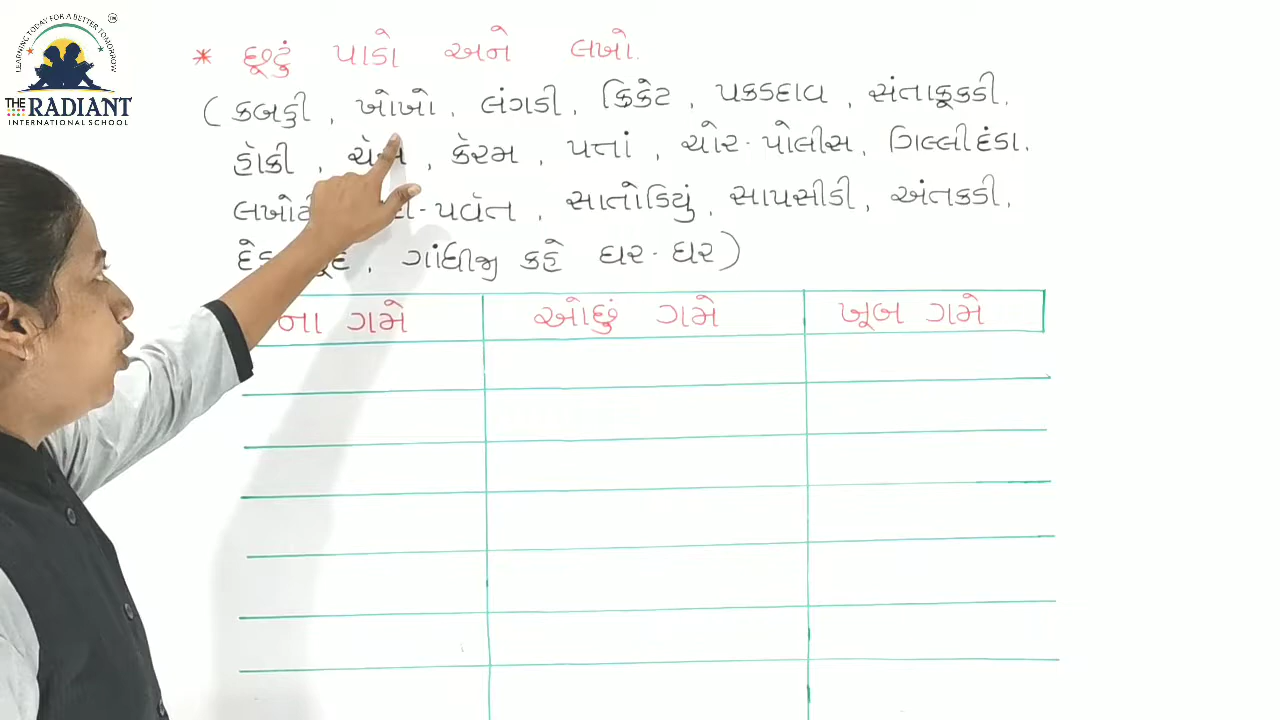 LEARNING TODAY FOR A BETTER TOMORROW
THE RADIANT
INTERNATIONAL SCHOOL
* છૂટું પાડો અને લખો.
( કબડ્ડી , ખોખો , લંગડી , ક્રિકેટ , પકડદાવ , સંતાકૂકડી ,
હૉકી , ચેસ , કેરમ , પત્તાં , ચોર - પોલીસ , ગિલ્લીદંડા .
પર્વત , સાતોડિયું , સાપસીડી , અંતકડી ,
ગાંધીજી કહે ઘર - ઘર )
ના ગમે ઓછું ગમે ખૂબ ગમે